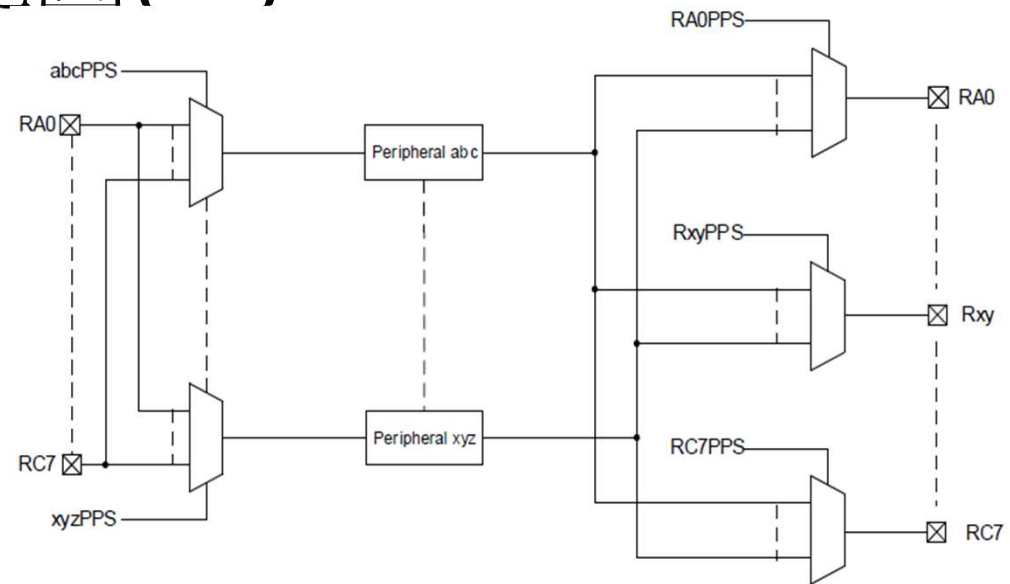 RA0PPS
abcPPS
RA0
RA0
Peripheral abc
RxyPPS
Rxy
Peripheral xyz
RC7PPS
RC7
xyzPPS
RC7